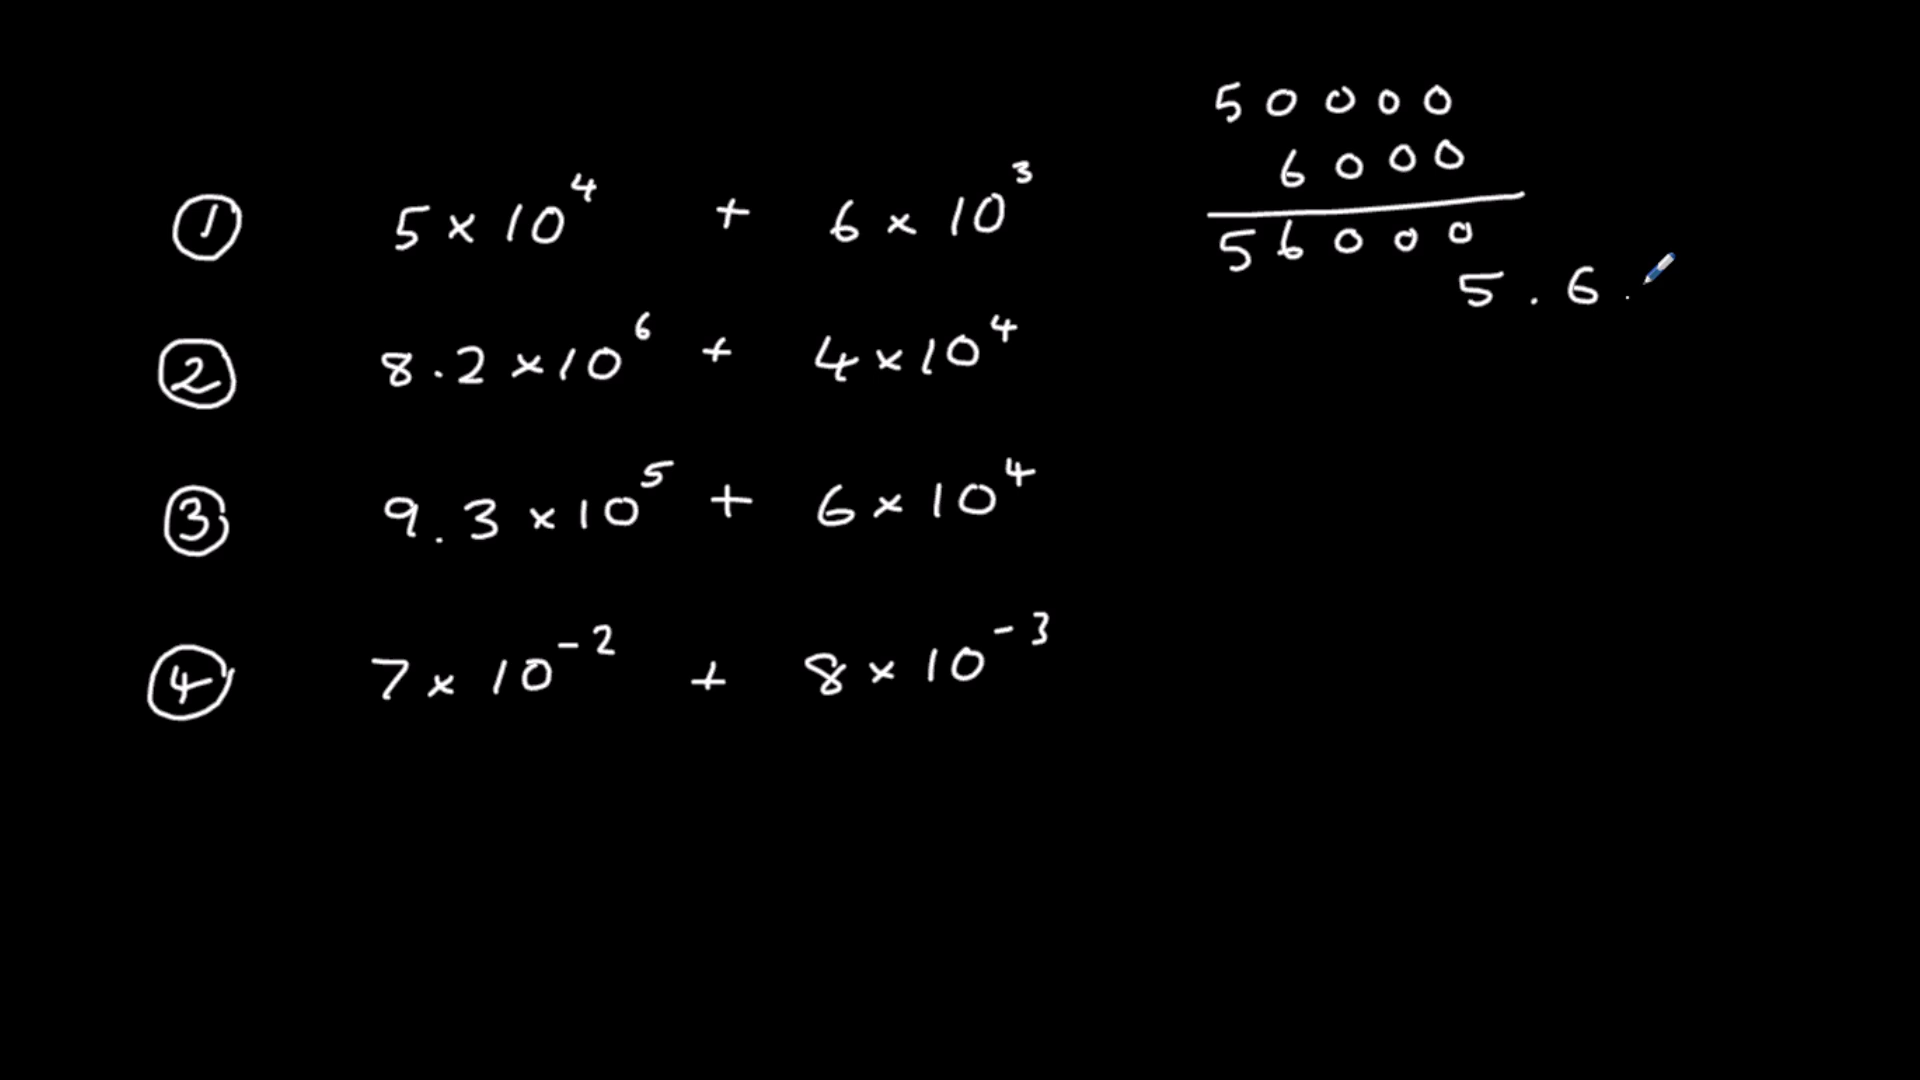 50000
6000
56000
5.6.
① 5 × 10⁴ + 6 × 10³
② 8.2 × 10⁶ + 4 × 10⁴
③ 9.3 × 10⁵ + 6 × 10⁴
④ 7 × 10⁻² + 8 × 10⁻³